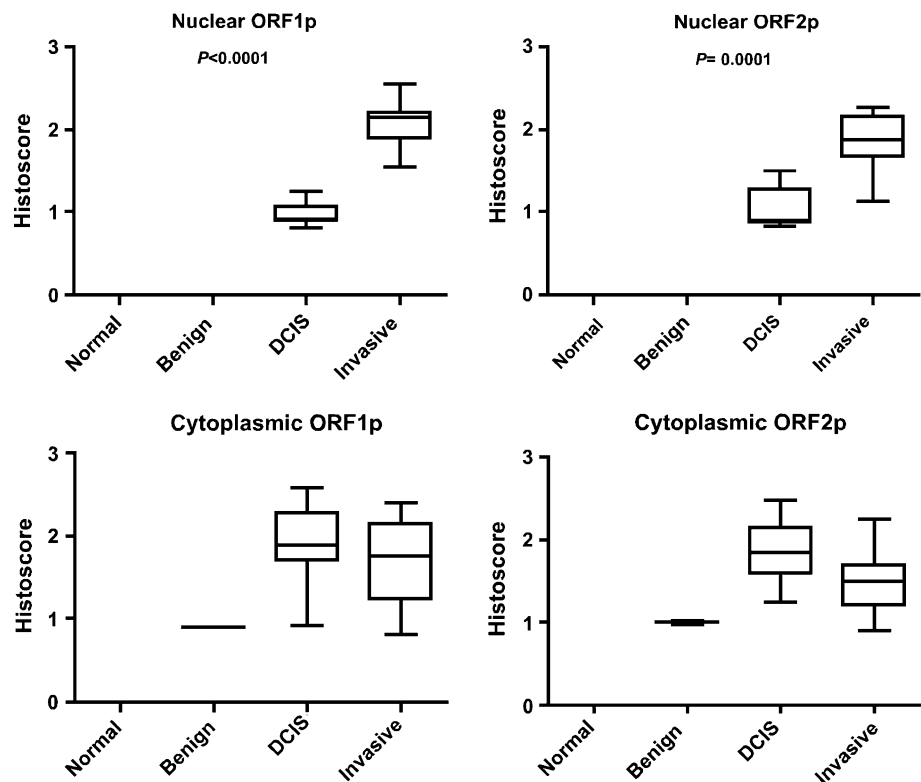 Nuclear ORF1p
P<0.0001
Histoscore
3
2
1
0
Normal
Benign
DCIS
Invasive
Nuclear ORF2p
P= 0.0001
Histoscore
3
2
1
0
Normal
Benign
DCIS
Invasive
Cytoplasmic ORF1p
Histoscore
3
2
1
0
Normal
Benign
DCIS
Invasive
Cytoplasmic ORF2p
Histoscore
3
2
1
0
Normal
Benign
DCIS
Invasive